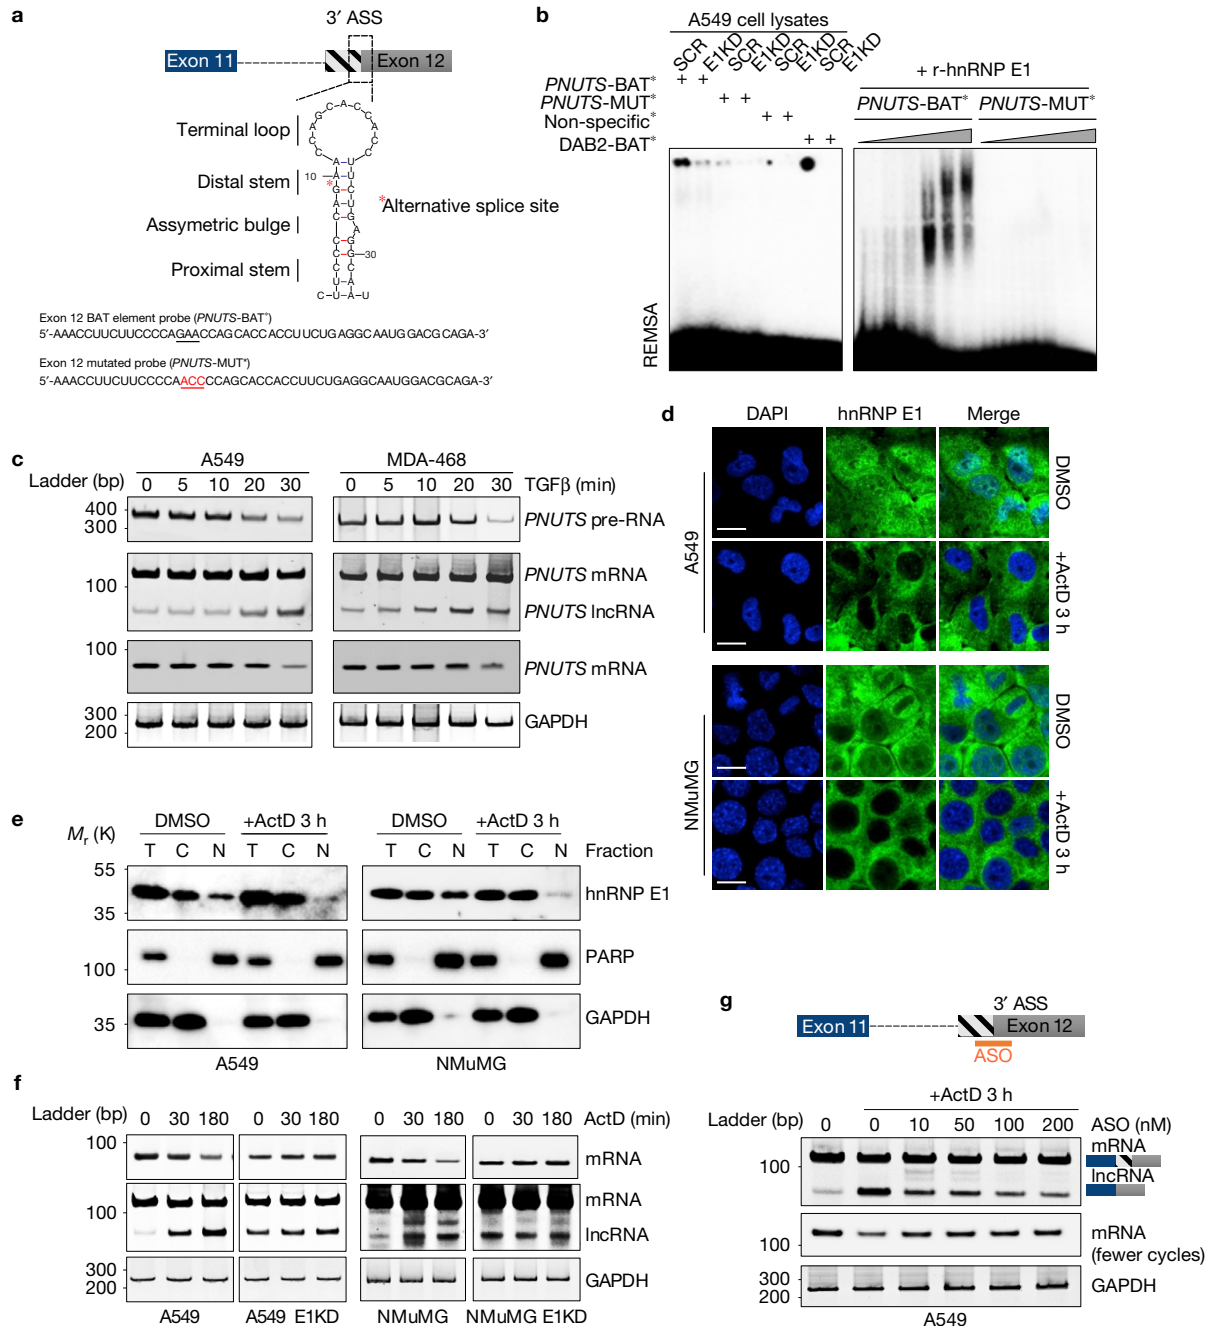 a
3′ ASS
Exon 11
Exon 12
Terminal loop
Distal stem
10
*
*Alternative splice site
Assymetric bulge
30
Proximal stem
Exon 12 BAT element probe (PNUTS-BAT*)
5′-AAACCUUCUUCCCCAGAACCAGCACCACCUUCUGAGGCAAUGGACGCAGA-3′
Exon 12 mutated probe (PNUTS-MUT*)
5′-AAACCUUCUUCCCCAACCCCAGCACCACCUUCUGAGGCAAUGGACGCAGA-3′
b
A549 cell lysates
SCR E1KD SCR E1KD SCR E1KD SCR E1KD
PNUTS-BAT* + +
PNUTS-MUT* + +
Non-specific* + +
DAB2-BAT* + +
+ r-hnRNP E1
PNUTS-BAT* PNUTS-MUT*
REMSA
c
A549 MDA-468
Ladder (bp) 0 5 10 20 30 0 5 10 20 30 TGFβ (min)
400
300
PNUTS pre-RNA
PNUTS mRNA
100
PNUTS lncRNA
100
PNUTS mRNA
300
200
GAPDH
d
DAPI hnRNP E1 Merge
A549
DMSO
+ActD 3 h
NMuMG
DMSO
+ActD 3 h
e
Mr (K)
DMSO +ActD 3 h DMSO +ActD 3 h
T C N T C N T C N T C N Fraction
55
35
hnRNP E1
100
PARP
35
GAPDH
A549 NMuMG
f
Ladder (bp) 0 30 180 0 30 180 0 30 180 0 30 180 ActD (min)
100
mRNA
mRNA
100
lncRNA
300
200
GAPDH
A549 A549 E1KD NMuMG NMuMG E1KD
g
3′ ASS
Exon 11
Exon 12
ASO
+ActD 3 h
Ladder (bp) 0 0 10 50 100 200 ASO (nM)
mRNA
100
lncRNA
100
mRNA
(fewer cycles)
300
200
GAPDH
A549